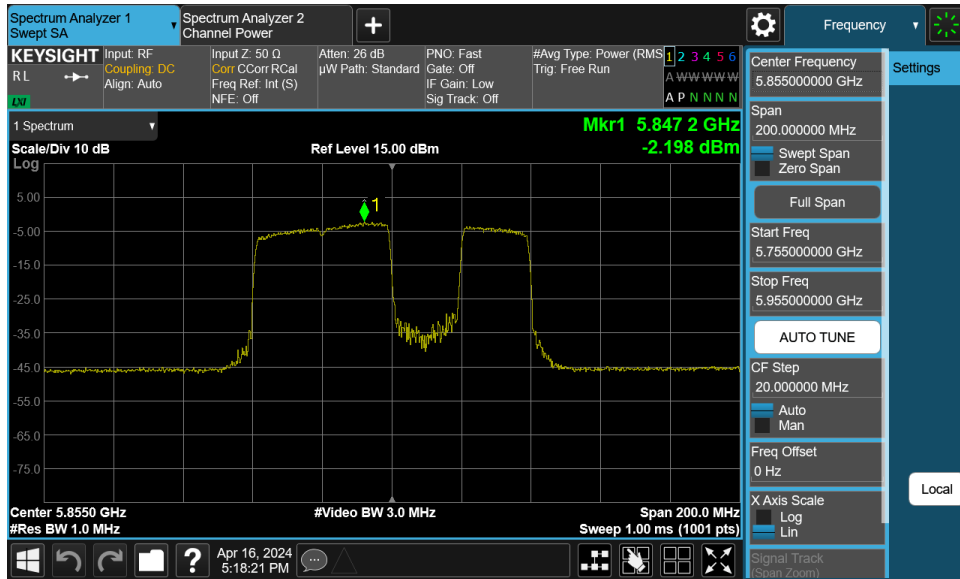 Spectrum Analyzer 1
Swept SA
Spectrum Analyzer 2
Channel Power
+
Frequency
KEYSIGHT
R L
LXI
Input: RF
Coupling: DC
Align: Auto
Input Z: 50 Ω
Corr CCorr RCal
Freq Ref: Int (S)
NFE: Off
Atten: 26 dB
µW Path: Standard
PNO: Fast
Gate: Off
IF Gain: Low
Sig Track: Off
#Avg Type: Power (RMS
Trig: Free Run
1 2 3 4 5 6
A W W W W W
A P N N N N
1 Spectrum
Scale/Div 10 dB
Ref Level 15.00 dBm
Mkr1 5.847 2 GHz
-2.198 dBm
Log
5.00
-5.00
-15.0
-25.0
-35.0
-45.0
-55.0
-65.0
-75.0
1
Center 5.8550 GHz
#Res BW 1.0 MHz
#Video BW 3.0 MHz
Span 200.0 MHz
Sweep 1.00 ms (1001 pts)
Center Frequency
5.855000000 GHz
Span
200.000000 MHz
Swept Span
Zero Span
Full Span
Start Freq
5.755000000 GHz
Stop Freq
5.955000000 GHz
AUTO TUNE
CF Step
20.000000 MHz
Auto
Man
Freq Offset
0 Hz
X Axis Scale
Log
Lin
Signal Track
(Span Zoom)
Settings
Local
?
Apr 16, 2024
5:18:21 PM